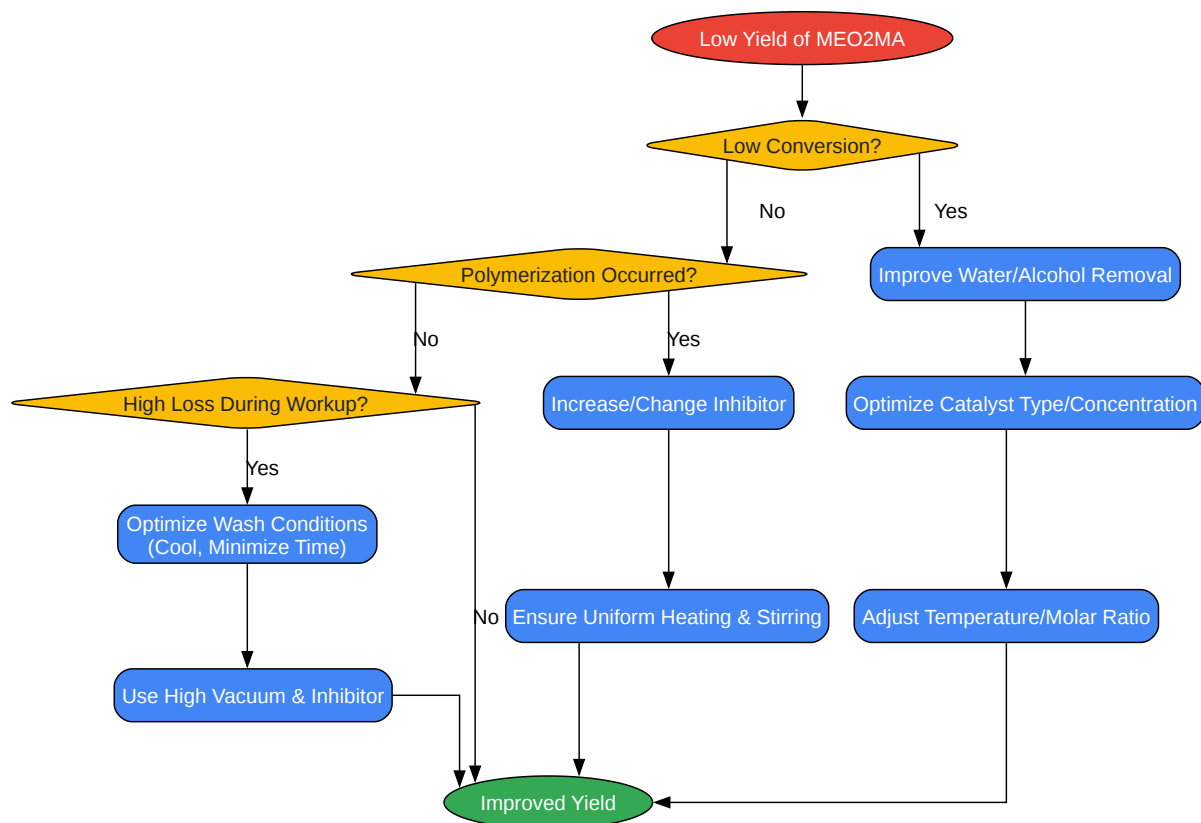 Low Yield of MEO2MA
Low Conversion?
No
Yes
Polymerization Occurred?
Improve Water/Alcohol Removal
No
Yes
High Loss During Workup?
Increase/Change Inhibitor
Optimize Catalyst Type/Concentration
Yes
Optimize Wash Conditions
(Cool, Minimize Time)
No
Ensure Uniform Heating & Stirring
Adjust Temperature/Molar Ratio
Use High Vacuum & Inhibitor
Improved Yield